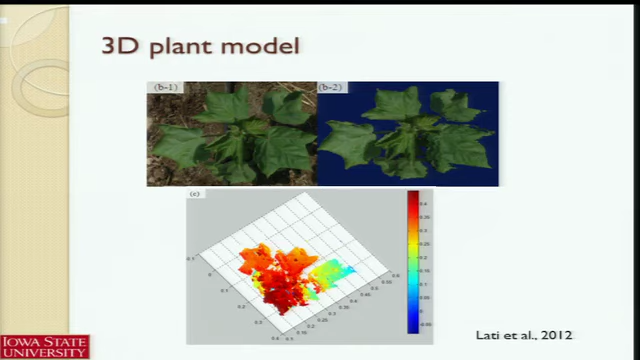 3D plant model
(b-1)
(b-2)
(c)
Lati et al., 2012
IOWA STATE
UNIVERSITY